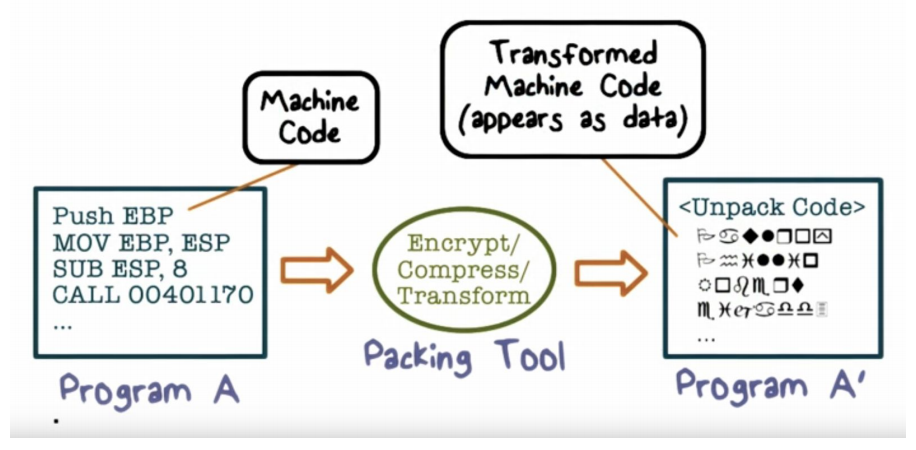 Machine
Code
Transformed
Machine Code
(appears as data)
Push EBP
MOV EBP, ESP
SUB ESP, 8
CALL 00401170
...
Program A
Encrypt/
Compress/
Transform
Packing Tool
<Unpack Code>
...
Program A'